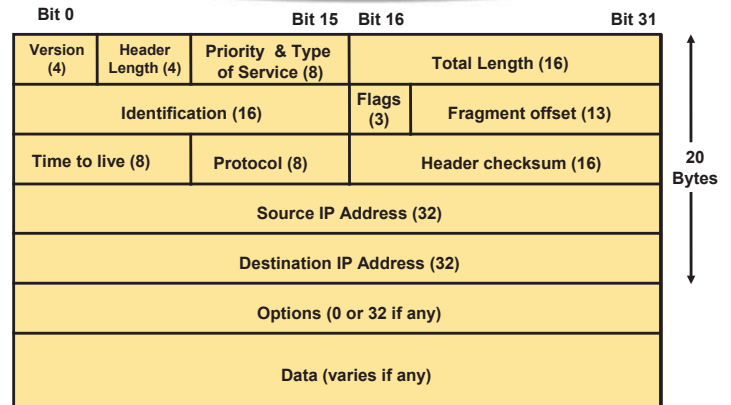 Bit 0 Bit 15 Bit 16 Bit 31
Version (4)
Header Length (4)
Priority & Type of Service (8)
Total Length (16)
Identification (16)
Flags (3)
Fragment offset (13)
Time to live (8)
Protocol (8)
Header checksum (16)
20 Bytes
Source IP Address (32)
Destination IP Address (32)
Options (0 or 32 if any)
Data (varies if any)